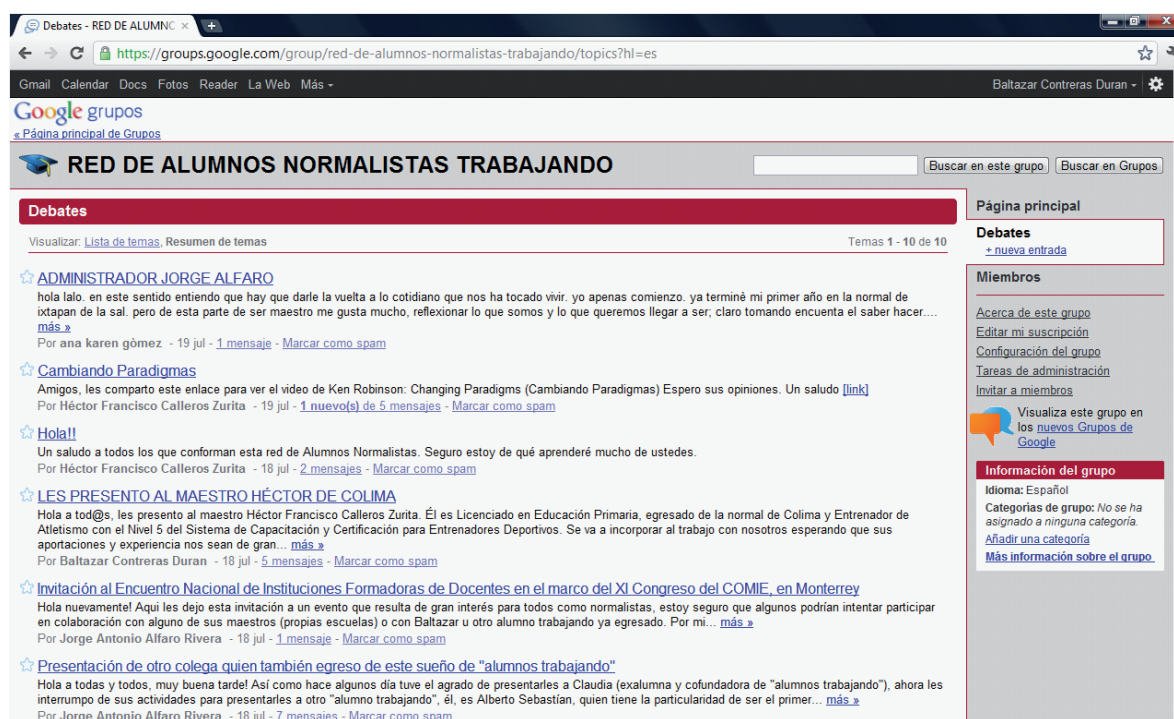 Debates - RED DE ALUMNO
https://groups.google.com/group/red-de-alumnos-normalistas-trabajando/topics?hl=es
Gmail Calendar Docs Fotos Reader La Web Más
Baltazar Contreras Duran
Google grupos
« Página principal de Grupos
RED DE ALUMNOS NORMALISTAS TRABAJANDO
Buscar en este grupo Buscar en Grupos
Debates
Visualizar: Lista de temas, Resumen de temas
Temas 1 - 10 de 10
ADMINISTRADOR JORGE ALFARO
hola lalo. en este sentido entiendo que hay que darle la vuelta a lo cotidiano que nos ha tocado vivir. yo apenas comienzo. ya terminè mi primer año en la normal de
ixtapan de la sal. pero de esta parte de ser maestro me gusta mucho, reflexionar lo que somos y lo que queremos llegar a ser; claro tomando encuenta el saber hacer....
más »
Por ana karen gòmez - 19 jul - 1 mensaje - Marcar como spam
Cambiando Paradigmas
Amigos, les comparto este enlace para ver el video de Ken Robinson: Changing Paradigms (Cambiando Paradigmas) Espero sus opiniones. Un saludo [link]
Por Héctor Francisco Calleros Zurita - 19 jul - 1 nuevo(s) de 5 mensajes - Marcar como spam
Hola!!
Un saludo a todos los que conforman esta red de Alumnos Normalistas. Seguro estoy de qué aprenderé mucho de ustedes.
Por Héctor Francisco Calleros Zurita - 18 jul - 2 mensajes - Marcar como spam
LES PRESENTO AL MAESTRO HÉCTOR DE COLIMA
Hola a tod@s, les presento al maestro Héctor Francisco Calleros Zurita. Él es Licenciado en Educación Primaria, egresado de la normal de Colima y Entrenador de
Atletismo con el Nivel 5 del Sistema de Capacitación y Certificación para Entrenadores Deportivos. Se va a incorporar al trabajo con nosotros esperando que sus
aportaciones y experiencia nos sean de gran... más »
Por Baltazar Contreras Duran - 18 jul - 5 mensajes - Marcar como spam
Invitación al Encuentro Nacional de Instituciones Formadoras de Docentes en el marco del XI Congreso del COMIE, en Monterrey
Hola nuevamente! Aqui les dejo esta invitación a un evento que resulta de gran interés para todos como normalistas, estoy seguro que algunos podrían intentar participar
en colaboración con alguno de sus maestros (propias escuelas) o con Baltazar u otro alumno trabajando ya egresado. Por mi... más »
Por Jorge Antonio Alfaro Rivera - 18 jul - 1 mensaje - Marcar como spam
Presentación de otro colega quien también egreso de este sueño de "alumnos trabajando"
Hola a todas y todos, muy buena tarde! Así como hace algunos día tuve el agrado de presentarles a Claudia (exalumna y cofundadora de "alumnos trabajando"), ahora les
interrumpo de sus actividades para presentarles a otro "alumno trabajando", él, es Alberto Sebastían, quien tiene la particularidad de ser el primer... más »
Por Jorge Antonio Alfaro Rivera - 18 jul - 7 mensajes - Marcar como spam
Página principal
Debates
+ nueva entrada
Miembros
Acerca de este grupo
Editar mi suscripción
Configuración del grupo
Tareas de administración
Invitar a miembros
Visualiza este grupo en
los nuevos Grupos de
Google
Información del grupo
Idioma: Español
Categorías de grupo: No se ha
asignado a ninguna categoría.
Añadir una categoría
Más información sobre el grupo